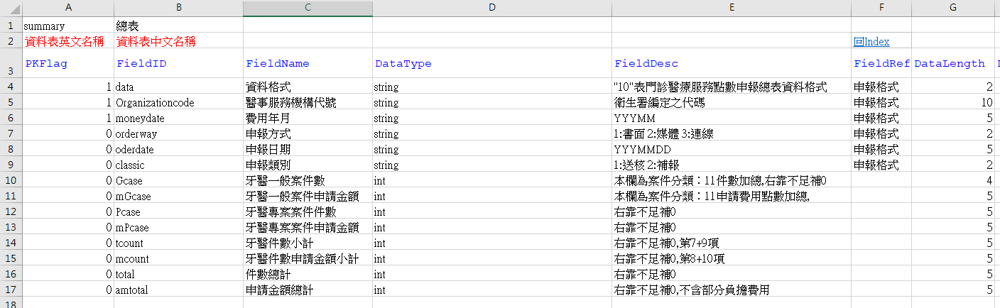 A B C D E F G
1 summary 總表
2 資料表英文名稱 資料表中文名稱 回Index
3 PKFlag FieldID FieldName DataType FieldDesc FieldRef DataLength
4 1 data 資料格式 string "10"表門診醫療服務點數申報總表資料格式 申報格式 2
5 1 Organizationcode 醫事服務機構代號 string 衛生署編定之代碼 申報格式 10
6 1 moneydate 費用年月 string YYYMM 申報格式 5
7 0 orderway 申報方式 string 1:書面 2:媒體 3:連線 申報格式 2
8 0 oderdate 申報日期 string YYYMMDD 申報格式 5
9 0 classic 申報類別 string 1:送核 2:補報 申報格式 2
10 0 Gcase 牙醫一般案件數 int 本欄為案件分類：11件數加總,右靠不足補0 4
11 0 mGcase 牙醫一般案件申請金額 int 本欄為案件分類：11申請費用點數加總, 5
12 0 Pcase 牙醫專案案件件數 int 右靠不足補0 5
13 0 mPcase 牙醫專案案件申請金額 int 右靠不足補0 5
14 0 tcount 牙醫件數小計 int 右靠不足補0,第7+9項 5
15 0 mcount 牙醫件數申請金額小計 int 右靠不足補0,第8+10項 5
16 0 total 件數總計 int 右靠不足補0 5
17 0 amtotal 申請金額總計 int 右靠不足補0,不含部分負擔費用 5
18